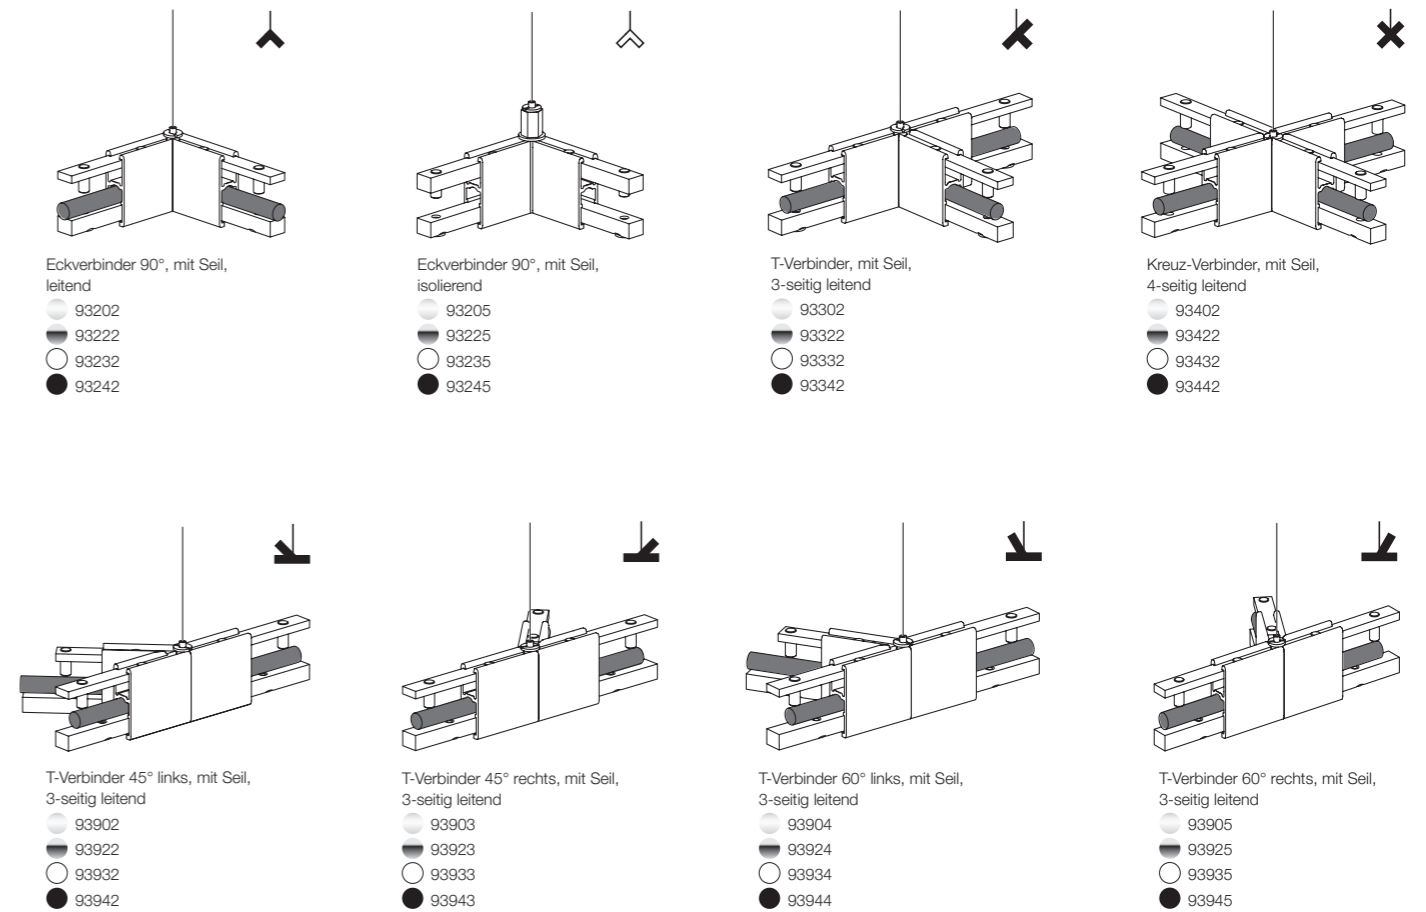 Eckverbinder 90°, mit Seil,
leitend
93202
93222
93232
93242
Eckverbinder 90°, mit Seil,
isolierend
93205
93225
93235
93245
T-Verbinder, mit Seil,
3-seitig leitend
93302
93322
93332
93342
Kreuz-Verbinder, mit Seil,
4-seitig leitend
93402
93422
93432
93442
T-Verbinder 45° links, mit Seil,
3-seitig leitend
93902
93922
93932
93942
T-Verbinder 45° rechts, mit Seil,
3-seitig leitend
93903
93923
93933
93943
T-Verbinder 60° links, mit Seil,
3-seitig leitend
93904
93924
93934
93944
T-Verbinder 60° rechts, mit Seil,
3-seitig leitend
93905
93925
93935
93945